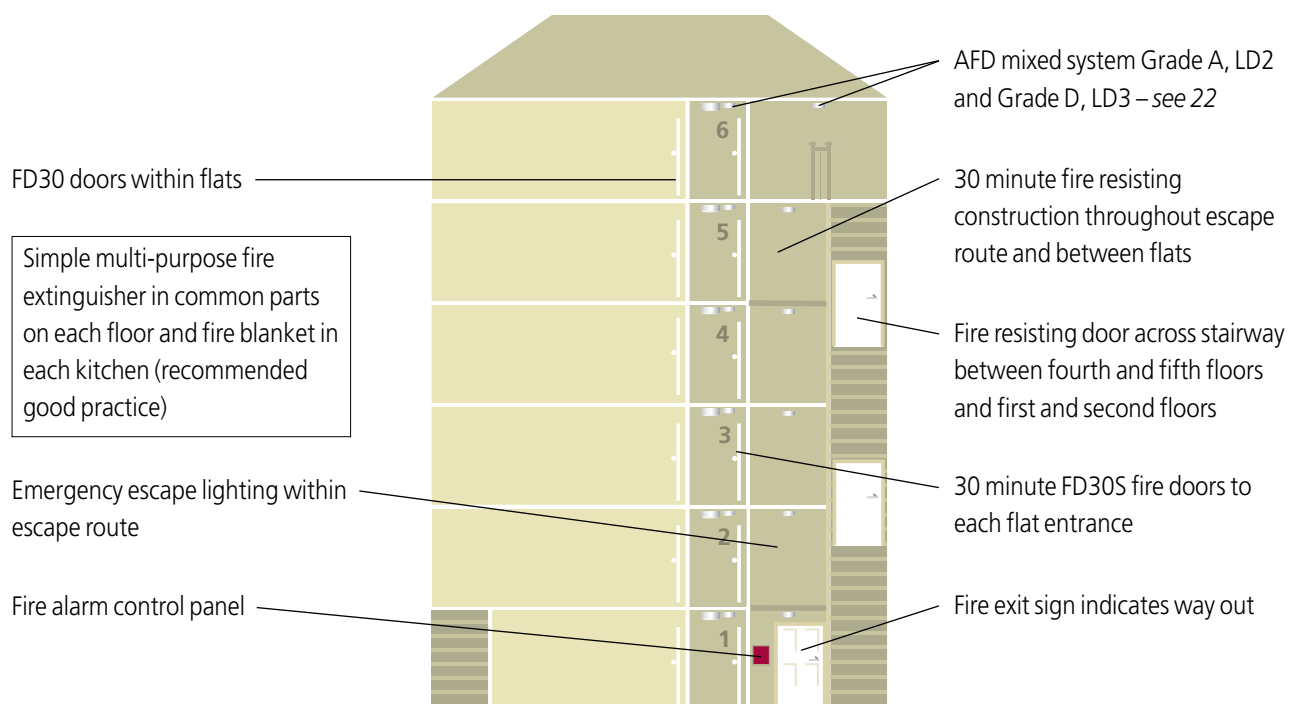 FD30 doors within flats
Simple multi-purpose fire
extinguisher in common parts
on each floor and fire blanket in
each kitchen (recommended
good practice)
Emergency escape lighting within
escape route
Fire alarm control panel
6
5
4
3
2
1
AFD mixed system Grade A, LD2
and Grade D, LD3 – see 22
30 minute fire resisting
construction throughout escape
route and between flats
Fire resisting door across stairway
between fourth and fifth floors
and first and second floors
30 minute FD30S fire doors to
each flat entrance
Fire exit sign indicates way out